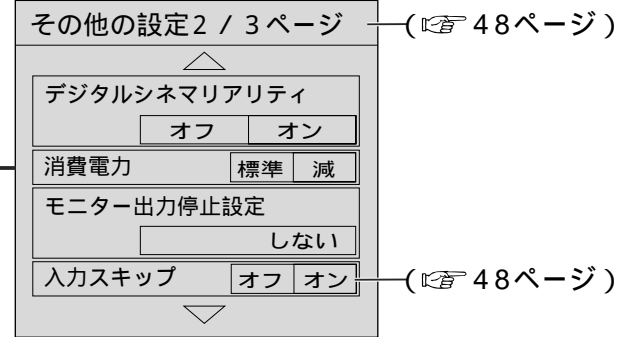 その他の設定2 / 3ページ (☞ 48ページ)
デジタルシネマリアリティ
オフ オン
消費電力 標準 減
モニター出力停止設定
しない
入力スキップ オフ オン (☞ 48ページ)